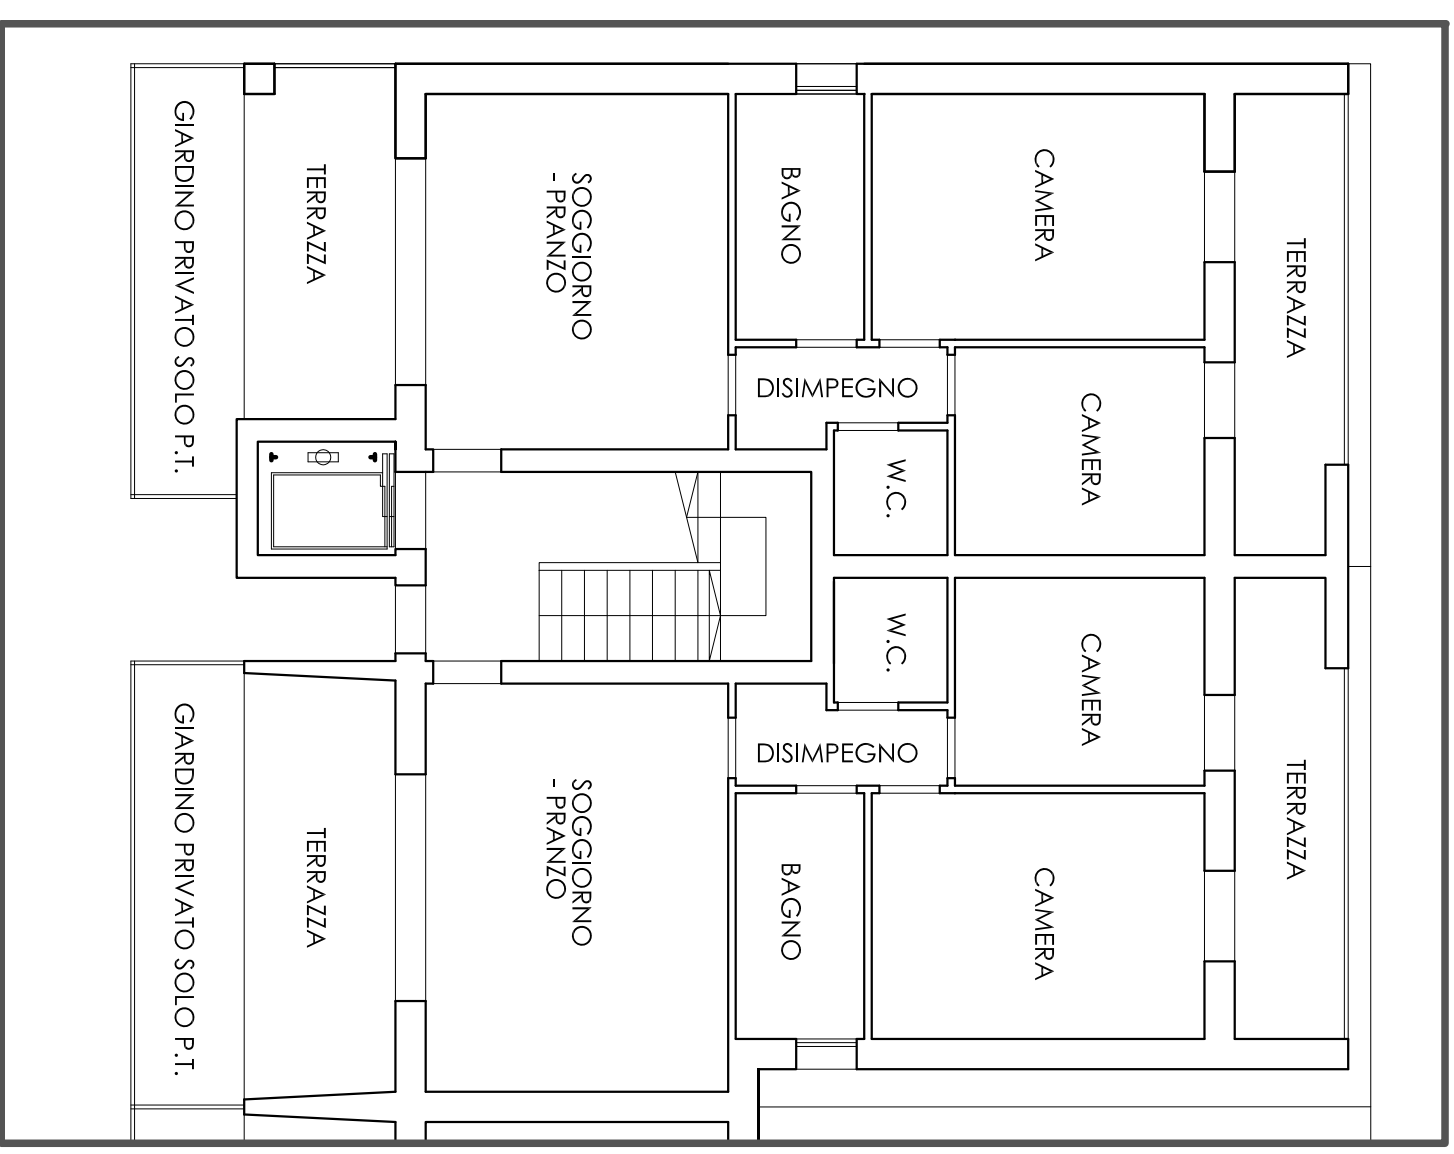 GIARDINO PRIVATO SOLO P.T.
TERRAZZA
SOGGIORNO
- PRANZO
BAGNO
CAMERA
TERRAZZA
DISIMPEGNO
CAMERA
W.C.
W.C.
CAMERA
DISIMPEGNO
GIARDINO PRIVATO SOLO P.T.
TERRAZZA
SOGGIORNO
- PRANZO
BAGNO
CAMERA
TERRAZZA